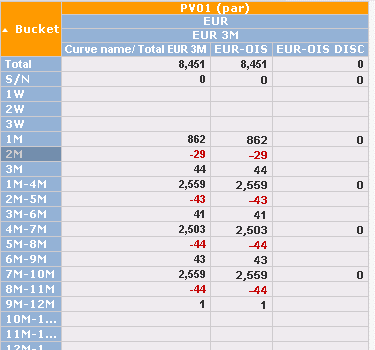 PV01 (par)
EUR
EUR 3M
Bucket
Curve name/ Total EUR 3M EUR-OIS EUR-OIS DISC
Total 8,451 8,451 0
S/N 0 0 0
1W
2W
3W
1M 862 862 0
2M -29 -29
3M 44 44
1M-4M 2,559 2,559 0
2M-5M -43 -43
3M-6M 41 41
4M-7M 2,503 2,503 0
5M-8M -44 -44
6M-9M 43 43
7M-10M 2,559 2,559 0
8M-11M -44 -44
9M-12M 1 1
10M-1...
11M-1...
12M-1...